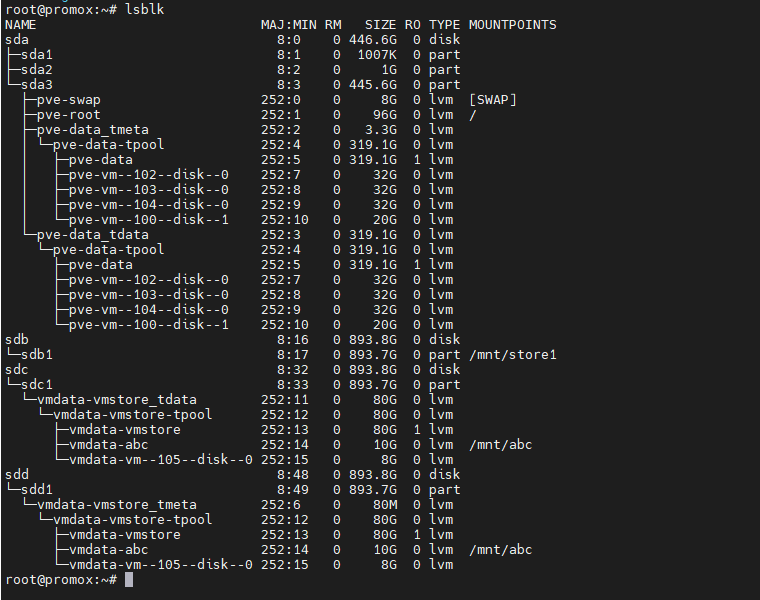 root@promox:~# lsblk
NAME                            MAJ:MIN RM   SIZE RO TYPE MOUNTPOINTS
sda                               8:0    0 446.6G  0 disk
├─sda1                            8:1    0  1007K  0 part
├─sda2                            8:2    0     1G  0 part
└─sda3                            8:3    0 445.6G  0 part
  ├─pve-swap                    252:0    0     8G  0 lvm  [SWAP]
  ├─pve-root                    252:1    0    96G  0 lvm  /
  ├─pve-data_tmeta              252:2    0   3.3G  0 lvm
  │ └─pve-data-tpool            252:4    0 319.1G  0 lvm
  │   ├─pve-data                252:5    0 319.1G  1 lvm
  │   ├─pve-vm--102--disk--0    252:7    0    32G  0 lvm
  │   ├─pve-vm--103--disk--0    252:8    0    32G  0 lvm
  │   ├─pve-vm--104--disk--0    252:9    0    32G  0 lvm
  │   └─pve-vm--100--disk--1    252:10   0    20G  0 lvm
  └─pve-data_tdata              252:3    0 319.1G  0 lvm
    └─pve-data-tpool            252:4    0 319.1G  0 lvm
      ├─pve-data                252:5    0 319.1G  1 lvm
      ├─pve-vm--102--disk--0    252:7    0    32G  0 lvm
      ├─pve-vm--103--disk--0    252:8    0    32G  0 lvm
      ├─pve-vm--104--disk--0    252:9    0    32G  0 lvm
      └─pve-vm--100--disk--1    252:10   0    20G  0 lvm
sdb                               8:16   0 893.8G  0 disk
└─sdb1                            8:17   0 893.7G  0 part /mnt/store1
sdc                               8:32   0 893.8G  0 disk
└─sdc1                            8:33   0 893.7G  0 part
  └─vmdata-vmstore_tdata        252:11   0    80G  0 lvm
    └─vmdata-vmstore-tpool      252:12   0    80G  0 lvm
      ├─vmdata-vmstore          252:13   0    80G  1 lvm
      ├─vmdata-abc              252:14   0    10G  0 lvm  /mnt/abc
      └─vmdata-vm--105--disk--0 252:15   0     8G  0 lvm
sdd                               8:48   0 893.8G  0 disk
└─sdd1                            8:49   0 893.7G  0 part
  └─vmdata-vmstore_tmeta        252:6    0    80M  0 lvm
    └─vmdata-vmstore-tpool      252:12   0    80G  0 lvm
      ├─vmdata-vmstore          252:13   0    80G  1 lvm
      ├─vmdata-abc              252:14   0    10G  0 lvm  /mnt/abc
      └─vmdata-vm--105--disk--0 252:15   0     8G  0 lvm
root@promox:~#